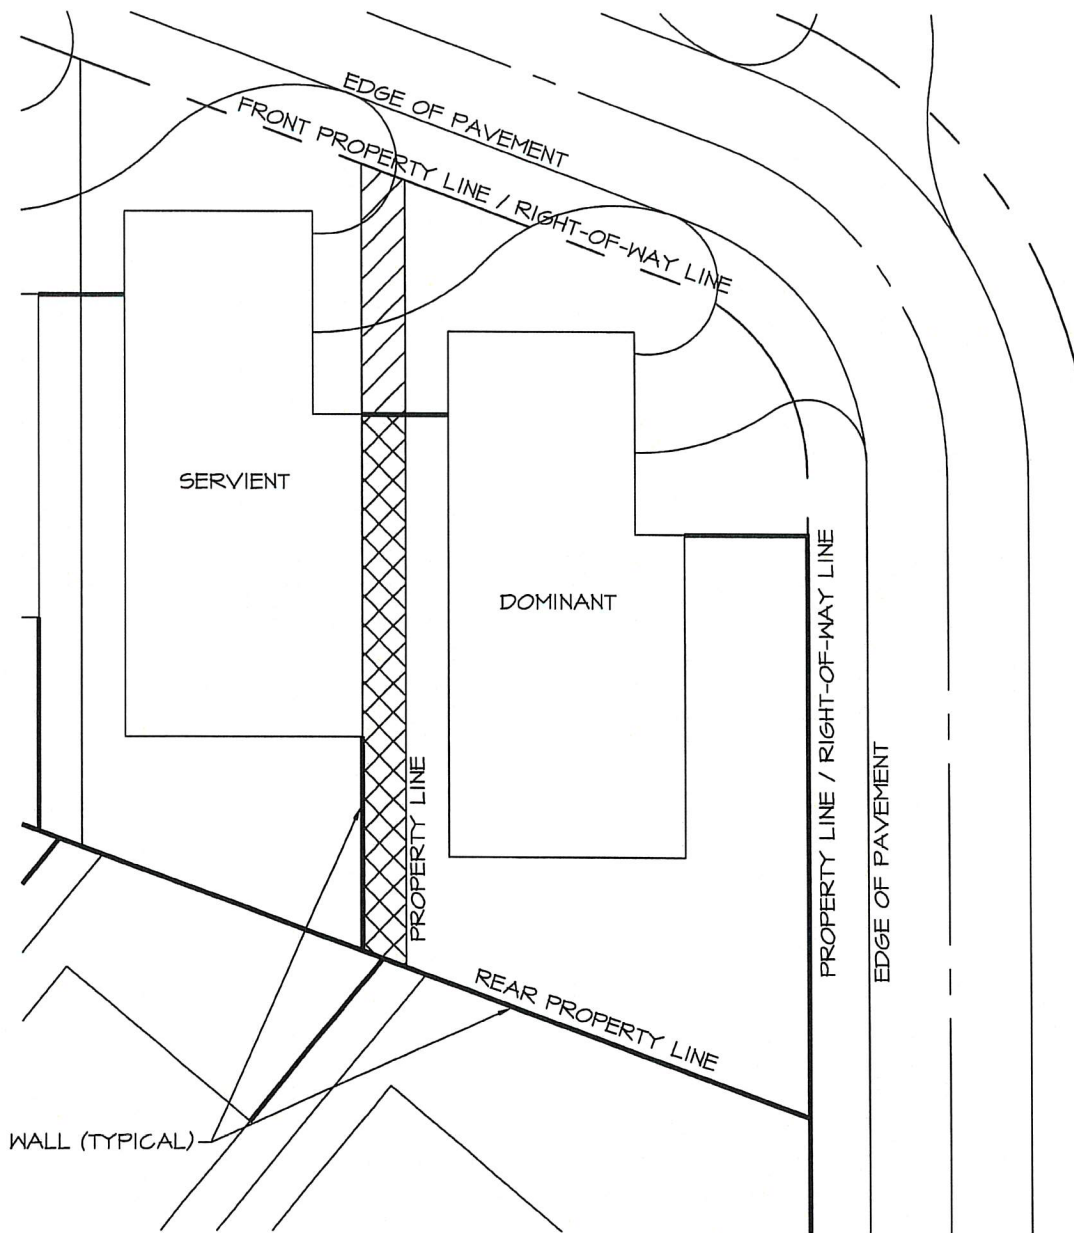 EDGE OF PAVEMENT
FRONT PROPERTY LINE / RIGHT-OF-WAY LINE
SERVIENT
DOMINANT
PROPERTY LINE / RIGHT-OF-WAY LINE
EDGE OF PAVEMENT
PROPERTY LINE
REAR PROPERTY LINE
WALL (TYPICAL)